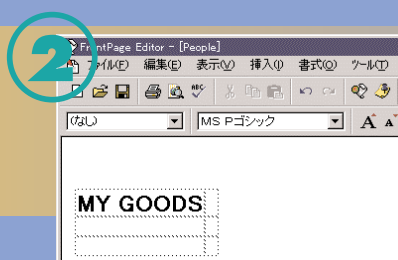 2
FrontPage Editor - [People]
ファイル(F) 編集(E) 表示(V) 挿入(I) 書式(O) ツール(T)
ABC
(なし) MS Pゴシック A A
MY GOODS